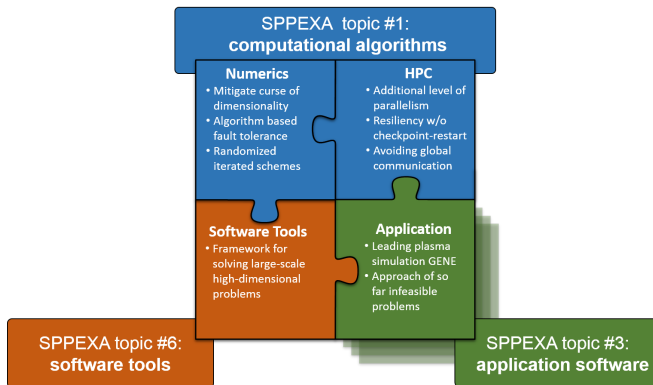 SPPEXA topic #1:
computational algorithms
Numerics
• Mitigate curse of
dimensionality
• Algorithm based
fault tolerance
• Randomized
iterated schemes
HPC
• Additional level of
parallelism
• Resiliency w/o
checkpoint-restart
• Avoiding global
communication
Software Tools
• Framework for
solving large-scale
high-dimensional
problems
Application
• Leading plasma
simulation GENE
• Approach of so
far infeasible
problems
SPPEXA topic #6:
software tools
SPPEXA topic #3:
application software